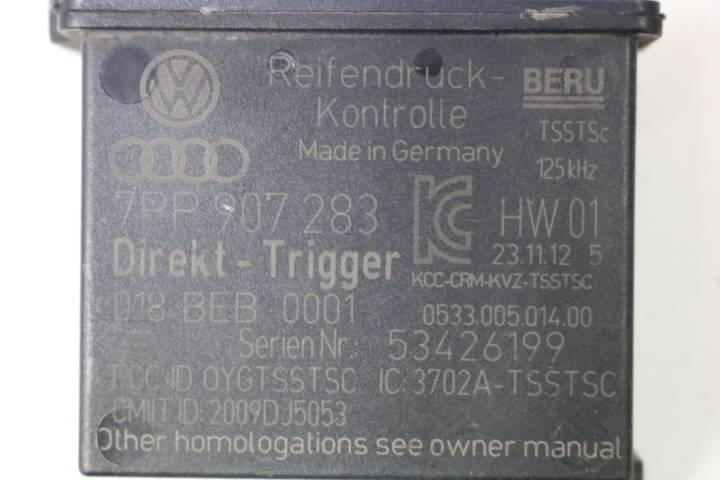 Reifendruck-
Kontrolle
Made in Germany
BERU
TSSTSc
125 kHz
7PP 907 283
HW 01
23.11.12 5
Direkt - Trigger
KCC-CRM-KVZ-TSSTSC
018 BEB 0001
0533.005.014.00
Serien Nr.: 53426199
FCC ID: OYGTSSTSC IC: 3702A-TSSTSC
CMIIT ID: 2009DJ5053
Other homologations see owner manual